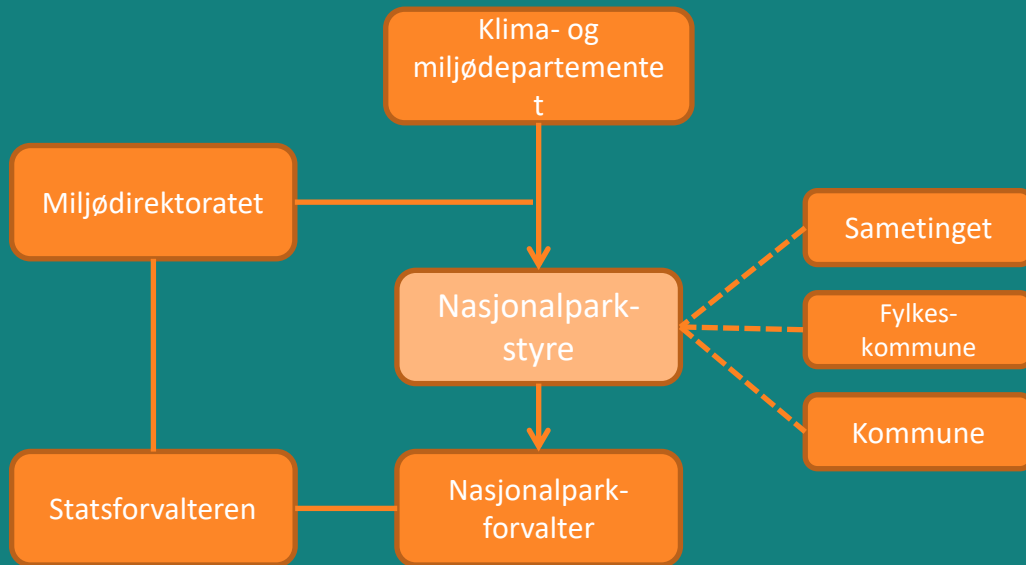 Klima- og
miljødepartemente
t
Miljødirektoratet
Sametinget
Nasjonalpark-
styre
Fylkes-
kommune
Kommune
Statsforvalteren
Nasjonalpark-
forvalter